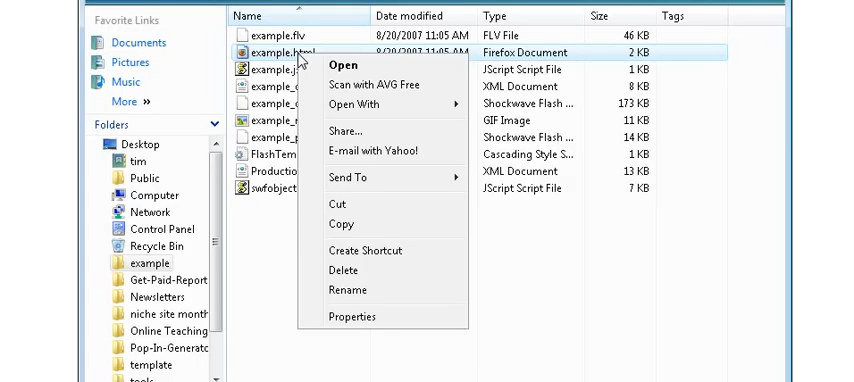 Favorite Links
Documents
Pictures
Music
More »
Folders
Desktop
tim
Public
Computer
Network
Control Panel
Recycle Bin
example
Get-Paid-Report
Newsletters
niche site month
Online Teaching
Pop-In-Generato
template
tools
Name Date modified Type Size Tags
example.flv 8/20/2007 11:05 AM FLV File 46 KB
example.html 8/20/2007 11:05 AM Firefox Document 2 KB
example.j JScript Script File 1 KB
example_ XML Document 8 KB
example_ Shockwave Flash ... 173 KB
example_ GIF Image 11 KB
example_ Shockwave Flash ... 14 KB
FlashTem Cascading Style S... 1 KB
Production XML Document 13 KB
swfobject JScript Script File 7 KB
Open
Scan with AVG Free
Open With
Share...
E-mail with Yahoo!
Send To
Cut
Copy
Create Shortcut
Delete
Rename
Properties